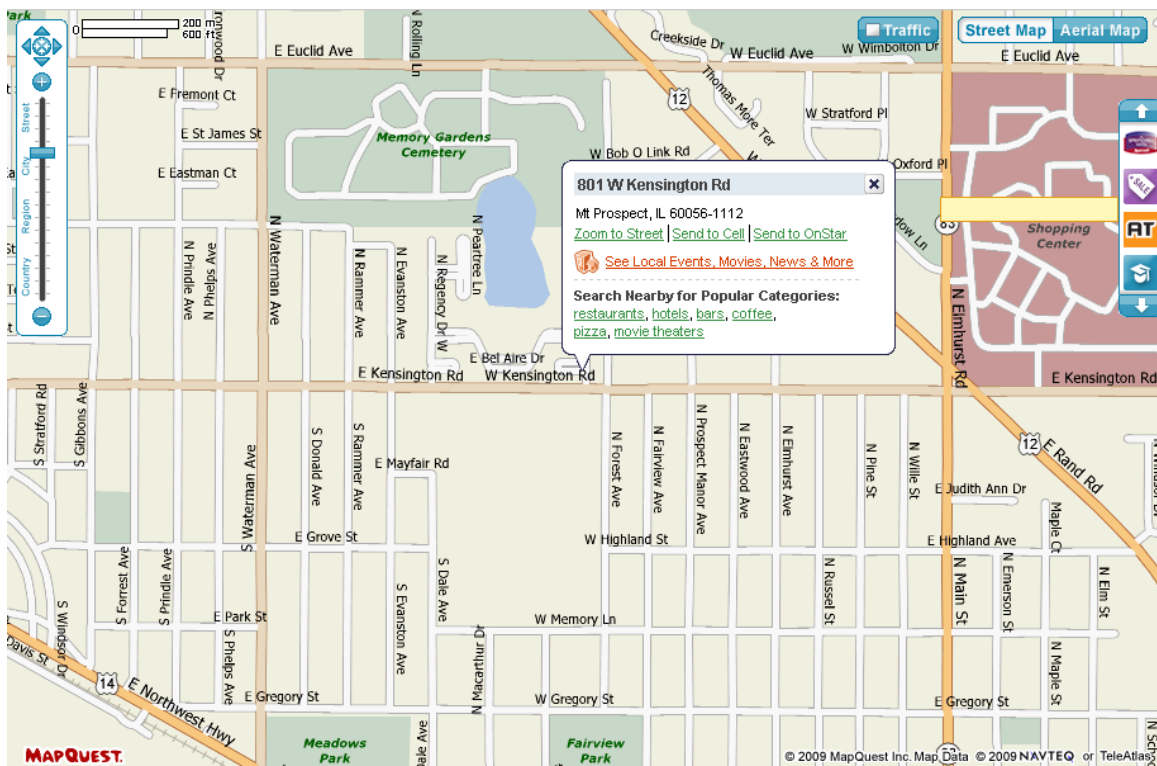 Park
0
200 m
600 ft
Traffic
Street Map
Aerial Map
E Euclid Ave
N Rolling Ln
Creekside Dr
W Euclid Ave
W Wimbolton Dr
E Euclid Ave
Thomas More Ter
12
E Fremont Ct
W Stratford Pl
E St James St
Memory Gardens
Cemetery
W Bob O Link Rd
Oxford Pl
E Eastman Ct
Street
City
Region
Country
801 W Kensington Rd
Mt Prospect, IL 60056-1112
Zoom to Street | Send to Cell | Send to OnStar
See Local Events, Movies, News & More
Search Nearby for Popular Categories:
restaurants, hotels, bars, coffee,
pizza, movie theaters
SALE
AT
83
Shopping
Center
N Prindle Ave
N Phelps Ave
N Waterman Ave
N Rammer Ave
N Evanston Ave
N Regency Dr W
N Peartree Ln
N Elmhurst Rd
E Bel Aire Dr
E Kensington Rd
W Kensington Rd
E Kensington Rd
S Stratford Rd
S Gibbons Ave
S Waterman Ave
S Donald Ave
S Rammer Ave
E Mayfair Rd
N Forest Ave
N Fairview Ave
N Prospect Manor Ave
N Eastwood Ave
N Elmhurst Ave
N Pine St
N Wille St
12
E Rand Rd
E Judith Ann Dr
Maple Ct
E Grove St
W Highland St
E Highland Ave
S Forrest Ave
S Prindle Ave
S Windsor Dr
E Park St
S Phelps Ave
S Evanston Ave
S Dale Ave
W Memory Ln
N Russel St
N Main St
N Emerson St
N Elm St
N Maple St
Davis St
14
E Northwest Hwy
E Gregory St
N Macarthur Dr
W Gregory St
E Gregory St
Meadows
Park
Fairview
Park
MAPQUEST.
© 2009 MapQuest Inc. Map Data © 2009 NAVTEQ or TeleAtlas